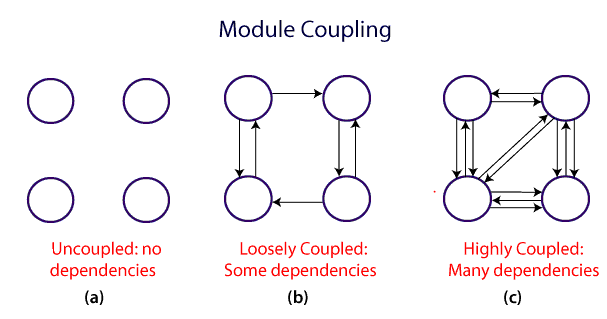 Module Coupling
Uncoupled: no
dependencies
(a)
Loosely Coupled:
Some dependencies
(b)
Highly Coupled:
Many dependencies
(c)